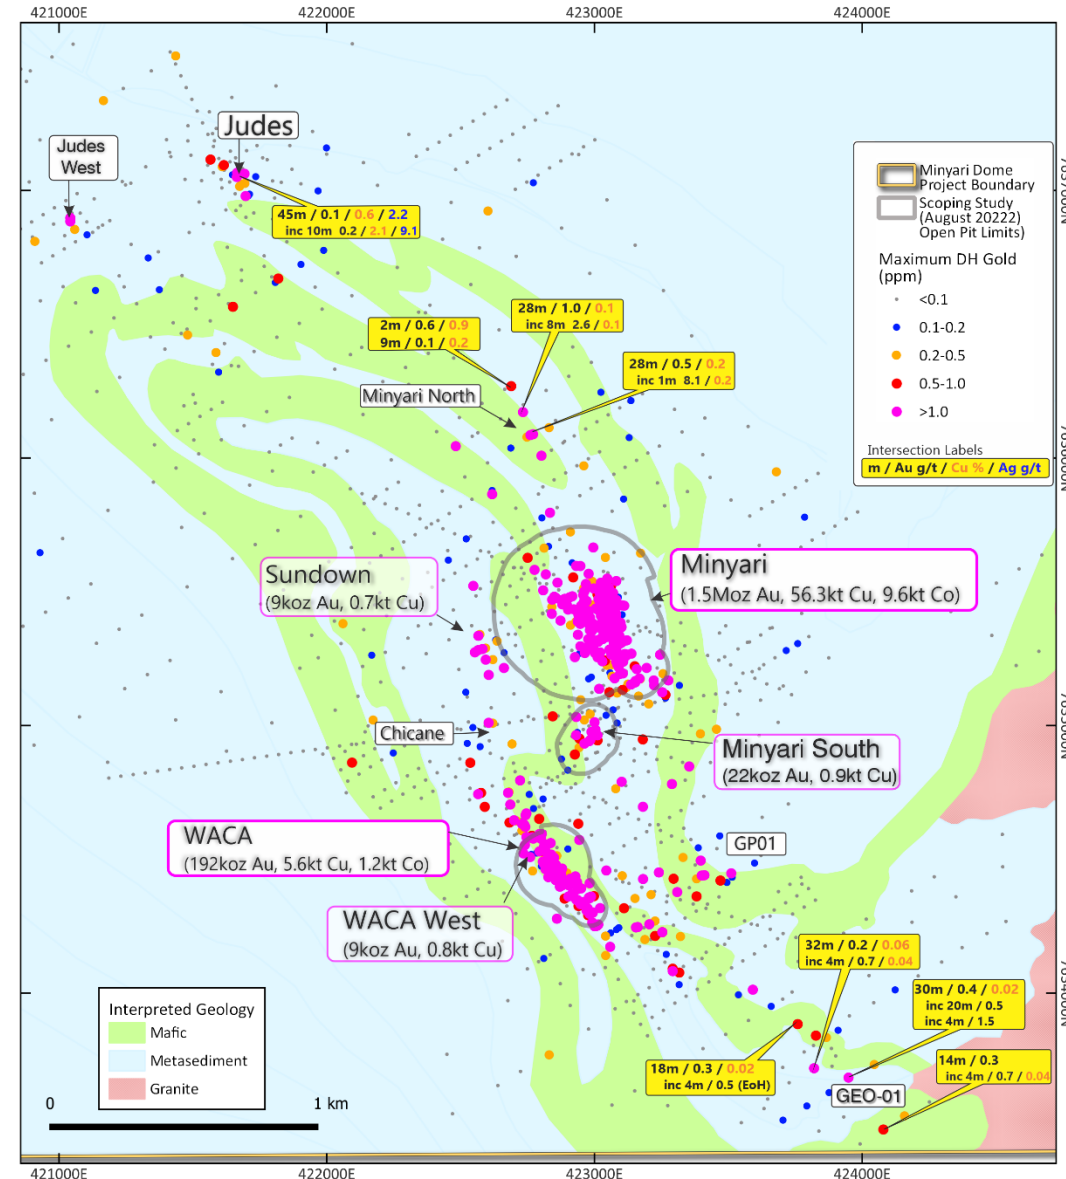 421000E
422000E
423000E
424000E
Judes
Judes
West
45m / 0.1 / 0.6 / 2.2
inc 10m 0.2 / 2.1 / 9.1
Minyari Dome
Project Boundary
Scoping Study
(August 20222)
Open Pit Limits)
Maximum DH Gold
(ppm)
<0.1
0.1-0.2
0.2-0.5
0.5-1.0
>1.0
Intersection Labels
m / Au g/t / Cu % / Ag g/t
28m / 1.0 / 0.1
inc 8m 2.6 / 0.1
2m / 0.6 / 0.9
9m / 0.1 / 0.2
28m / 0.5 / 0.2
inc 1m 8.1 / 0.2
Minyari North
Sundown
(9koz Au, 0.7kt Cu)
Minyari
(1.5Moz Au, 56.3kt Cu, 9.6kt Co)
Chicane
Minyari South
(22koz Au, 0.9kt Cu)
WACA
(192koz Au, 5.6kt Cu, 1.2kt Co)
GP01
WACA West
(9koz Au, 0.8kt Cu)
32m / 0.2 / 0.06
inc 4m / 0.7 / 0.04
30m / 0.4 / 0.02
inc 20m / 0.5
inc 4m / 1.5
18m / 0.3 / 0.02
inc 4m / 0.5 (EoH)
14m / 0.3
inc 4m / 0.7 / 0.04
GEO-01
Interpreted Geology
Mafic
Metasediment
Granite
0
1 km
421000E
422000E
423000E
424000E